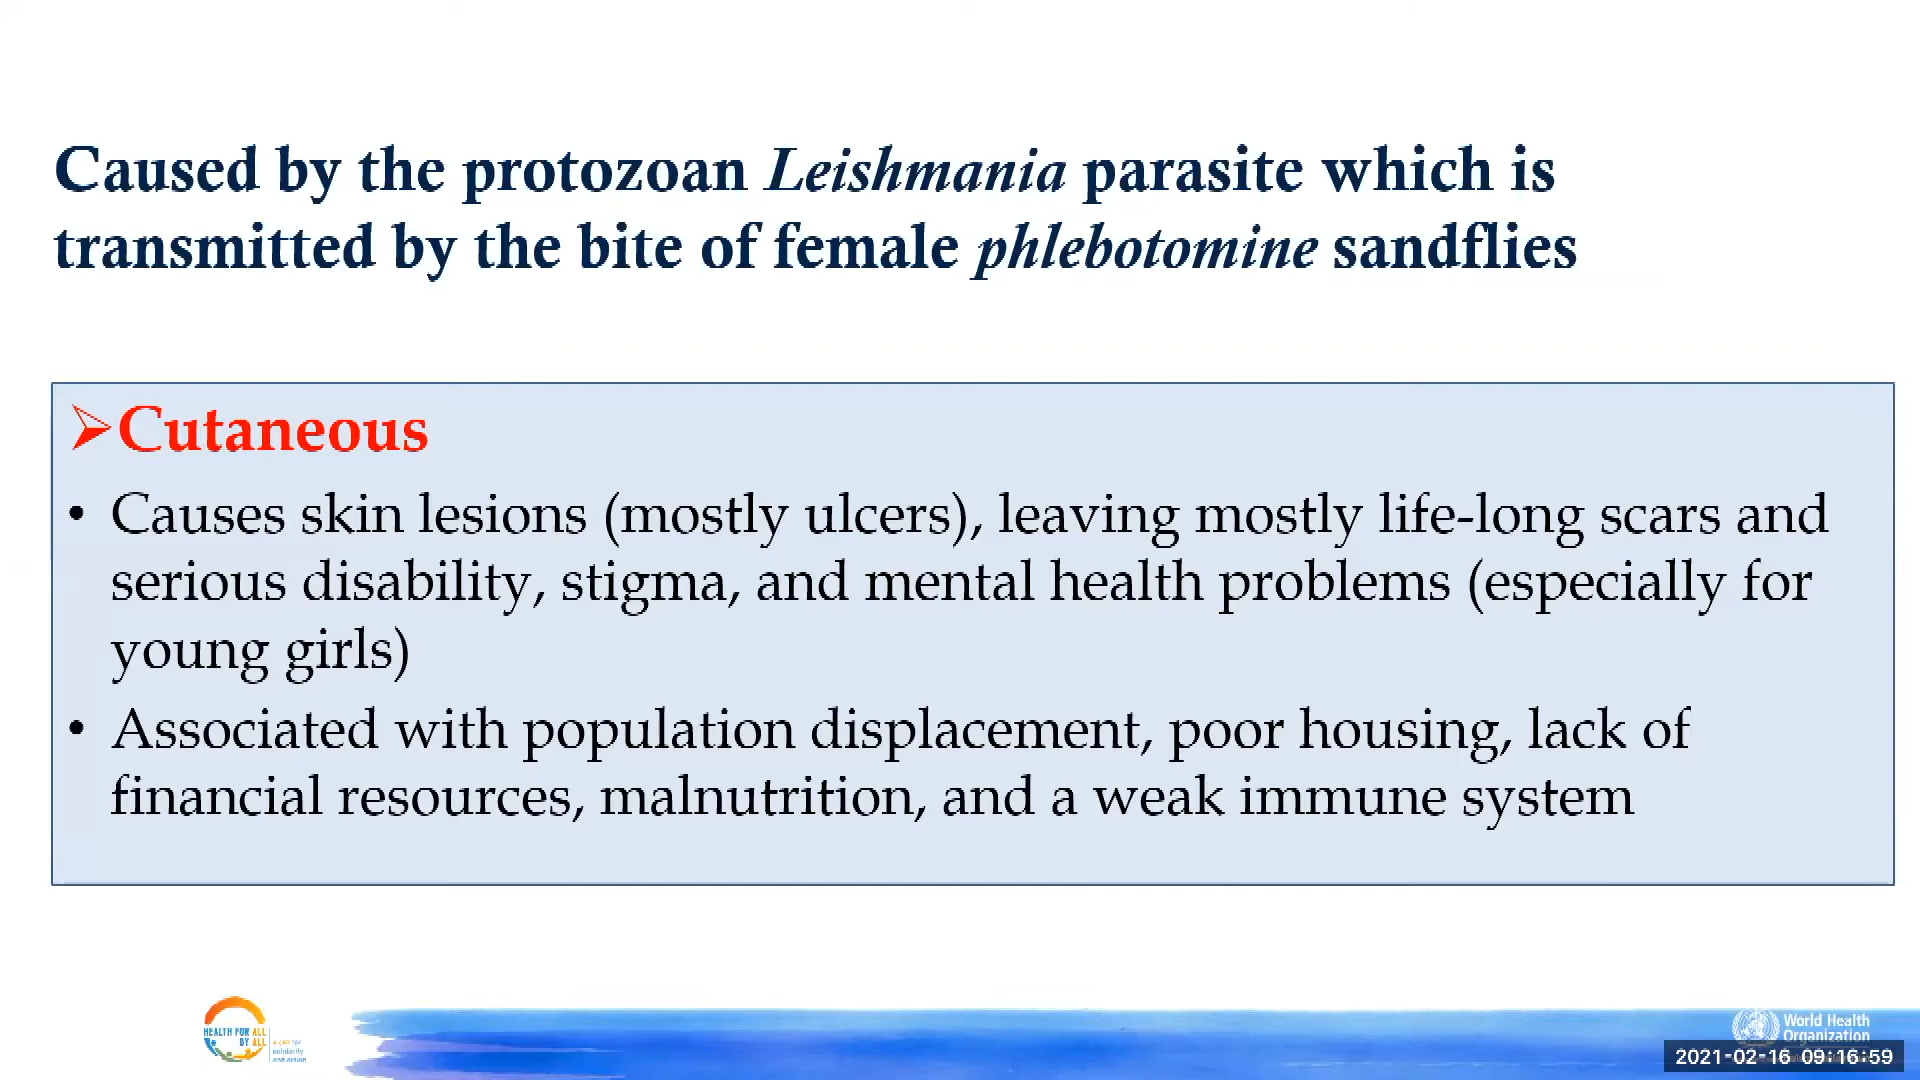 Caused by the protozoan Leishmania parasite which is
transmitted by the bite of female phlebotomine sandflies
➢Cutaneous
• Causes skin lesions (mostly ulcers), leaving mostly life-long scars and
serious disability, stigma, and mental health problems (especially for
young girls)
• Associated with population displacement, poor housing, lack of
financial resources, malnutrition, and a weak immune system
HEALTH FOR ALL
BY ALL
solidarity
and action
World Health
Organization
2021-02-16 09:16:59